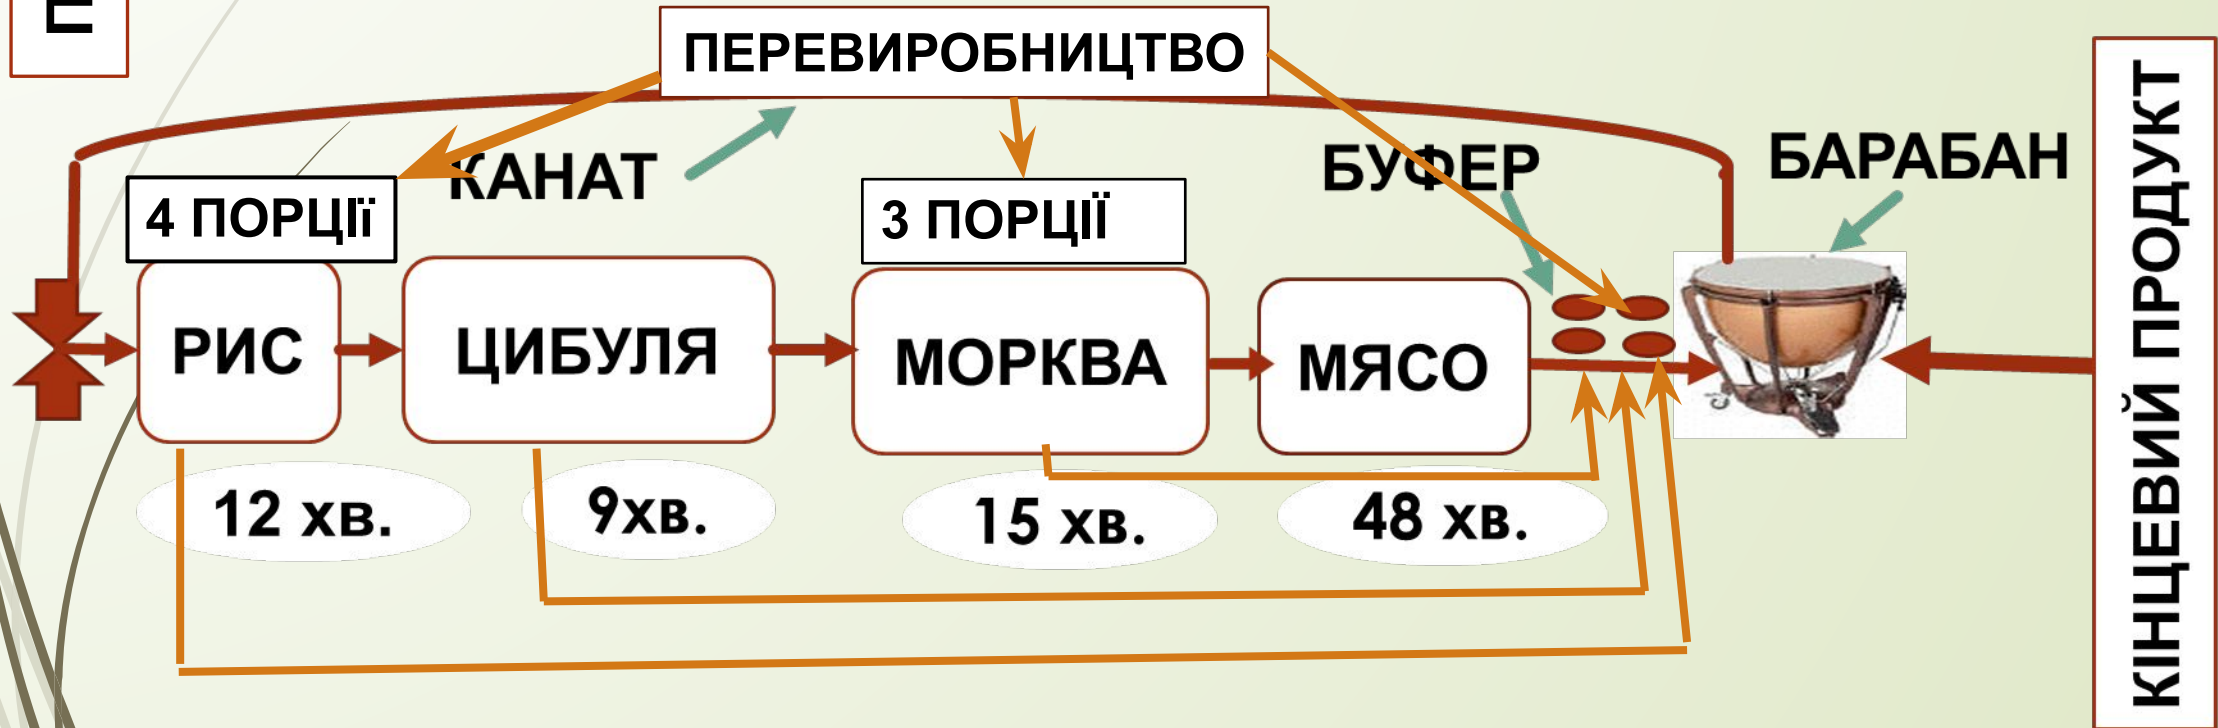 П
ПЕРЕВИРОБНИЦТВО
КАНАТ
БУФЕР
БАРАБАН
4 ПОРЦІї
3 ПОРЦІЇ
РИС
ЦИБУЛЯ
МОРКВА
МЯСО
12 хв.
9хв.
15 хв.
48 хв.
КІНЦЕВИЙ ПРОДУКТ